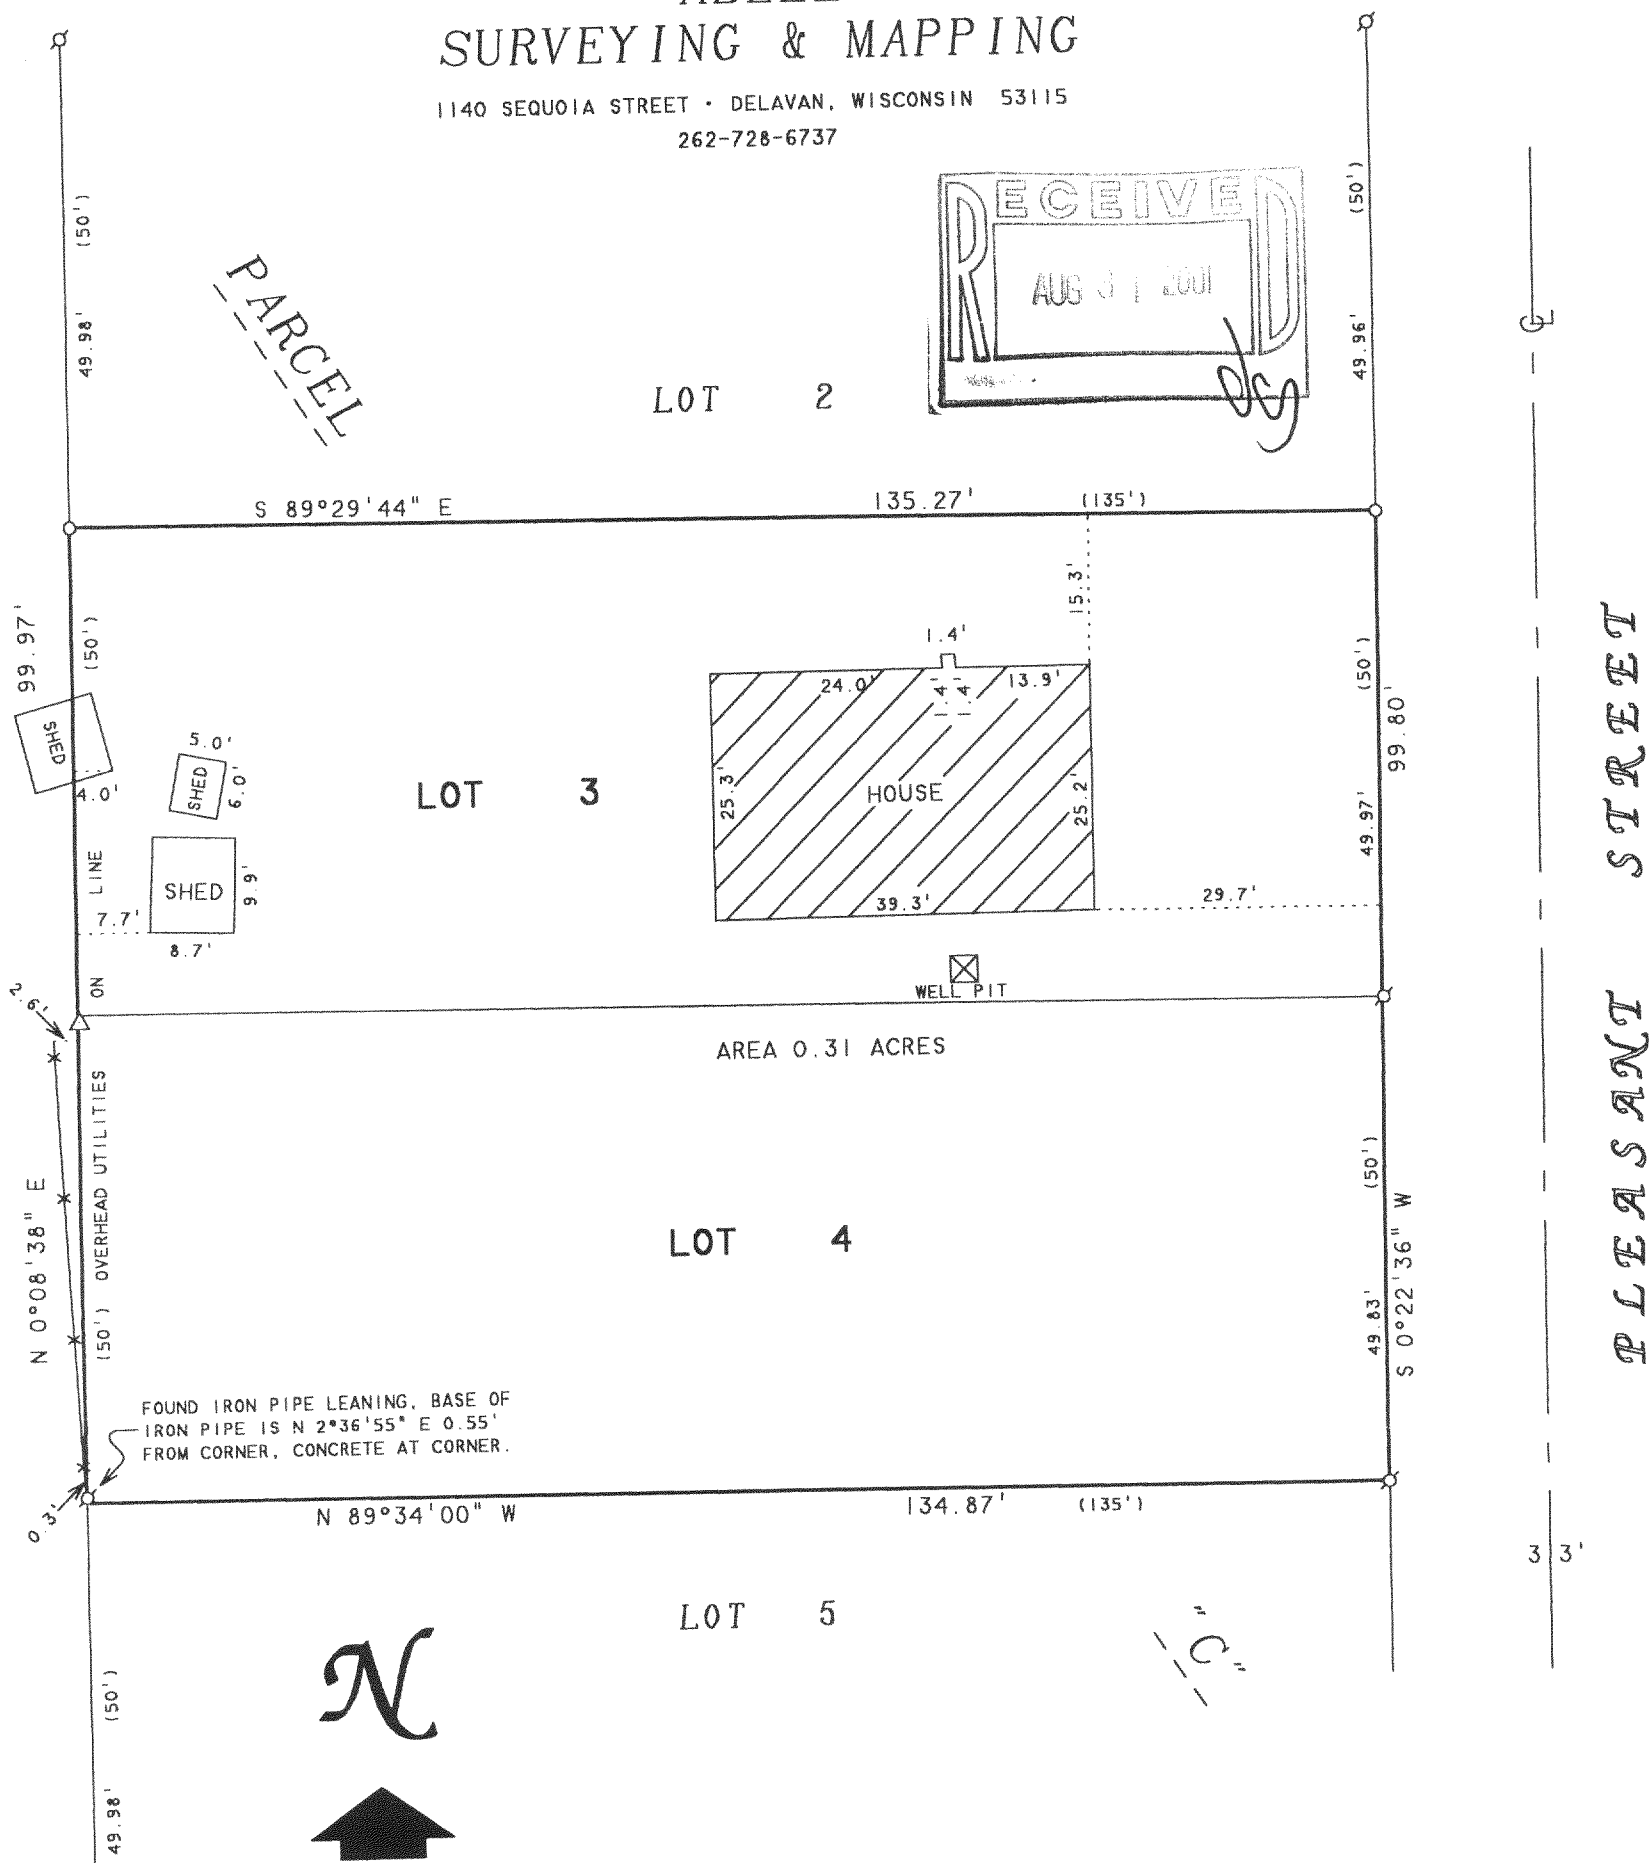 SURVEYING & MAPPING
1140 SEQUOIA STREET • DELAVAN, WISCONSIN 53115
262-728-6737
(50')
49.98'
PARCEL
RECEIVED
AUG 31 2001
LOT 2
(50')
49.96'
℄
S 89°29'44" E
135.27'
(135')
99.97'
(50')
15.3'
1.4'
24.0'
4.4
13.9'
(50')
99.80'
SHED
4.0'
5.0'
SHED
6.0'
LOT 3
25.3'
HOUSE
25.2'
49.97'
LINE
SHED
9.9'
7.7'
8.7'
39.3'
29.7'
ON
WELL PIT
2.6'
AREA 0.31 ACRES
PLEASANT STREET
OVERHEAD UTILITIES
(50')
N 0°08'38" E
LOT 4
(50')
49.83'
S 0°22'36" W
FOUND IRON PIPE LEANING, BASE OF
IRON PIPE IS N 2°36'55" E 0.55'
FROM CORNER, CONCRETE AT CORNER.
0.3'
N 89°34'00" W
134.87'
(135')
33'
LOT 5
"C"
N
(50')
49.98'